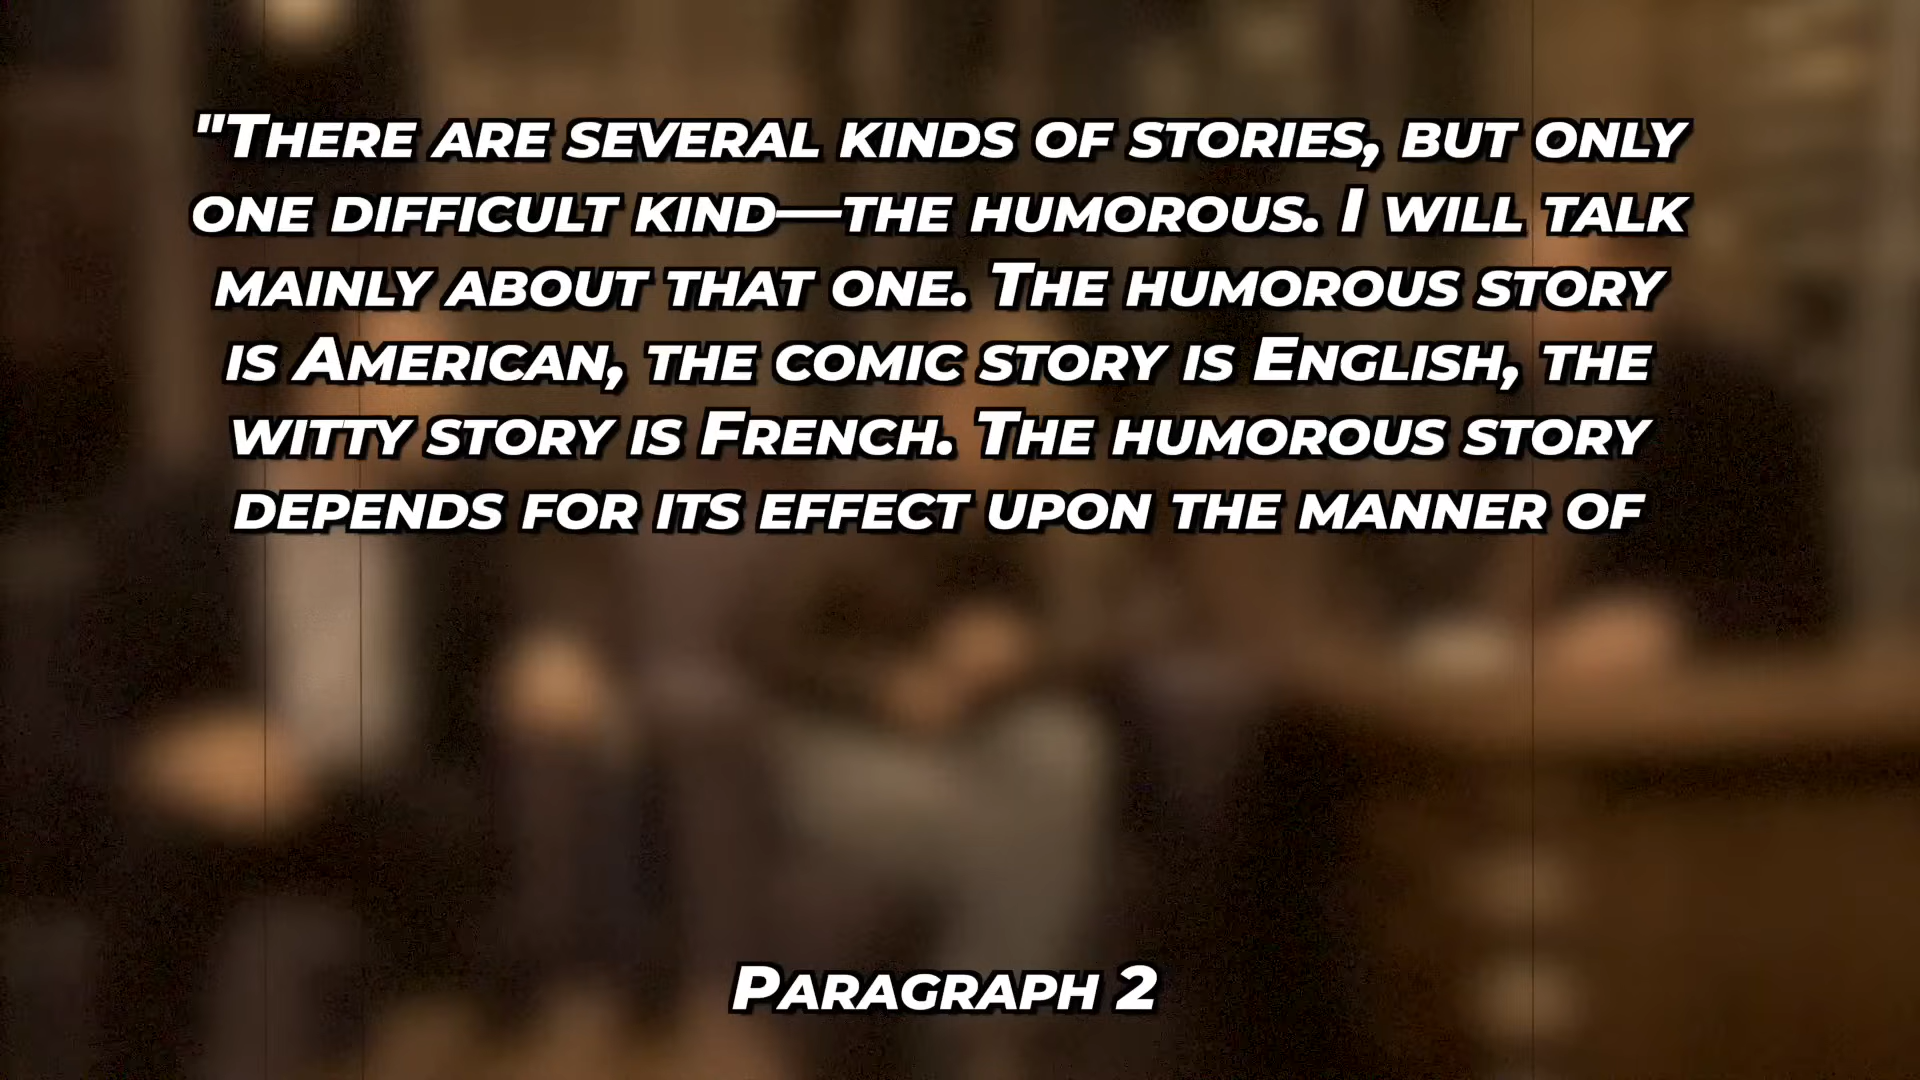 "There are several kinds of stories, but only
one difficult kind—the humorous. I will talk
mainly about that one. The humorous story
is American, the comic story is English, the
witty story is French. The humorous story
depends for its effect upon the manner of
Paragraph 2